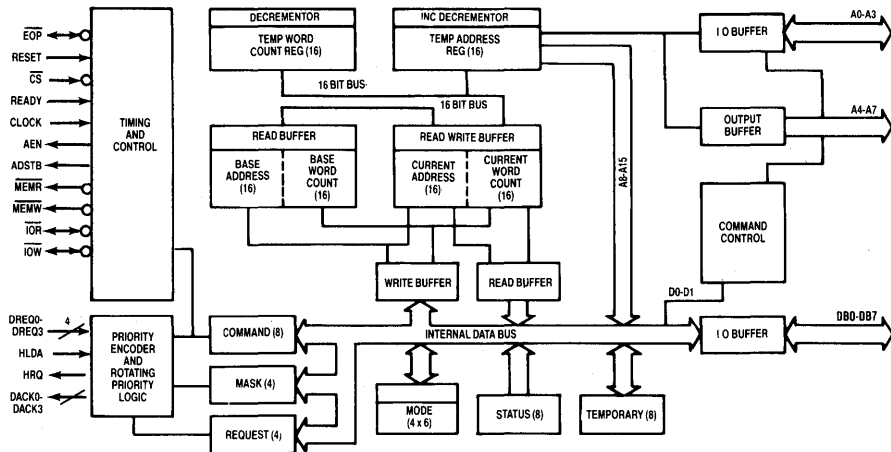 EOP
RESET
CS
READY
CLOCK
AEN
ADSTB
MEMR
MEMW
IOR
IOW
TIMING
AND
CONTROL
DREQ0-
DREQ3
4
HLDA
HRQ
DACK0-
DACK3
PRIORITY
ENCODER
AND
ROTATING
PRIORITY
LOGIC
DECREMENTOR
TEMP WORD
COUNT REG (16)
INC DECREMENTOR
TEMP ADDRESS
REG (16)
16 BIT BUS
16 BIT BUS
READ BUFFER
BASE
ADDRESS
(16)
BASE
WORD
COUNT
(16)
READ WRITE BUFFER
CURRENT
ADDRESS
(16)
CURRENT
WORD
COUNT
(16)
WRITE BUFFER
READ BUFFER
A8-A15
COMMAND (8)
MASK (4)
REQUEST (4)
INTERNAL DATA BUS
MODE
(4 x 6)
STATUS (8)
TEMPORARY (8)
I O BUFFER
A0-A3
OUTPUT
BUFFER
A4-A7
COMMAND
CONTROL
D0-D1
I O BUFFER
DB0-DB7